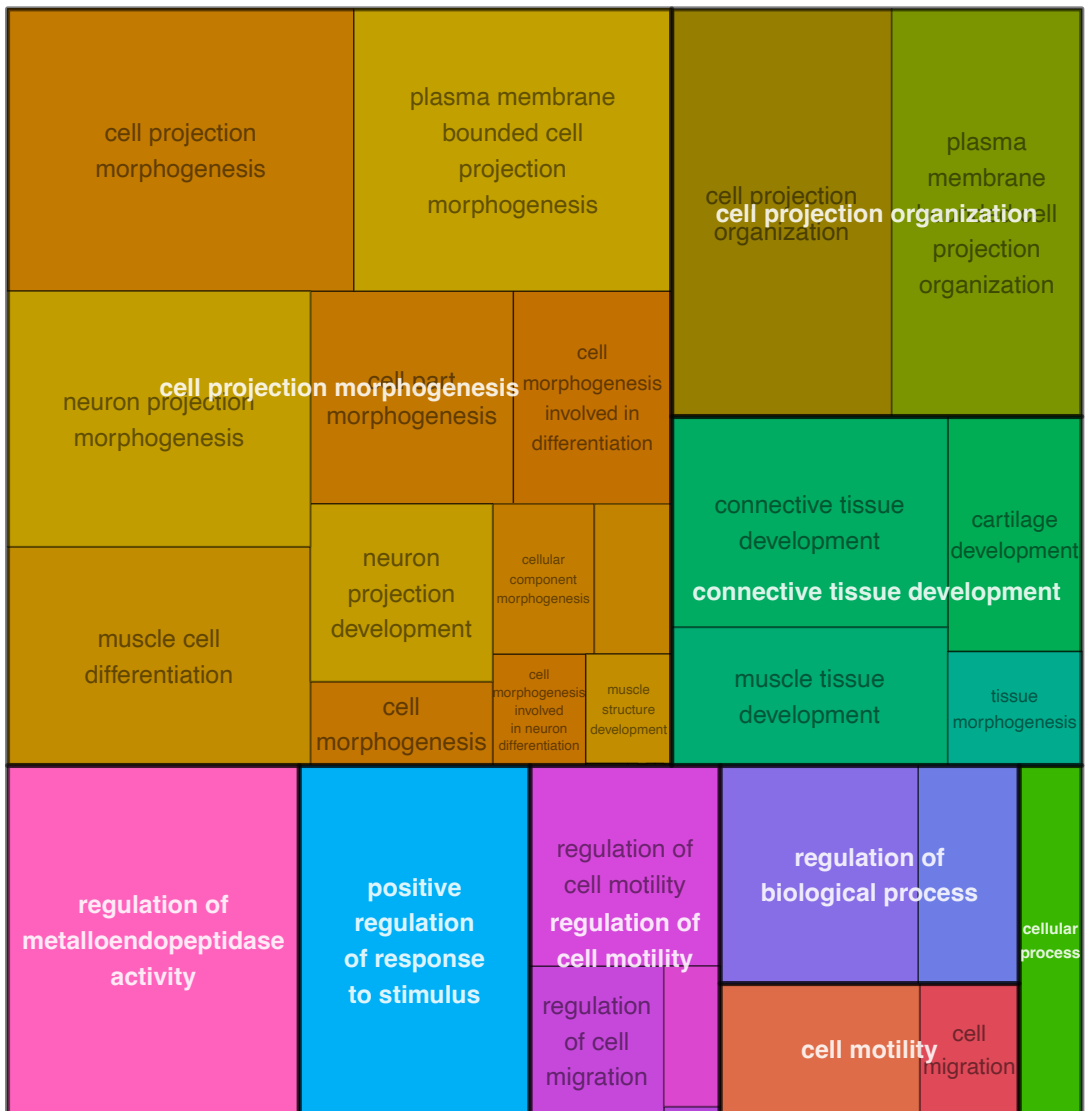 cell projection
morphogenesis
plasma membrane
bounded cell
projection
morphogenesis
cell projection
organization
plasma
membrane
bounded cell
projection
organization
cell projection organization
neuron projection
morphogenesis
cell part
morphogenesis
cell
morphogenesis
involved in
differentiation
cell projection morphogenesis
muscle cell
differentiation
neuron
projection
development
cellular
component
morphogenesis
cell
morphogenesis
cell
morphogenesis
involved
in neuron
differentiation
muscle
structure
development
connective tissue
development
cartilage
development
connective tissue development
muscle tissue
development
tissue
morphogenesis
regulation of
metalloendopeptidase
activity
positive
regulation
of response
to stimulus
regulation of
cell motility
regulation of
cell motility
regulation
of cell
migration
regulation of
biological process
cell motility
cell
migration
cellular
process